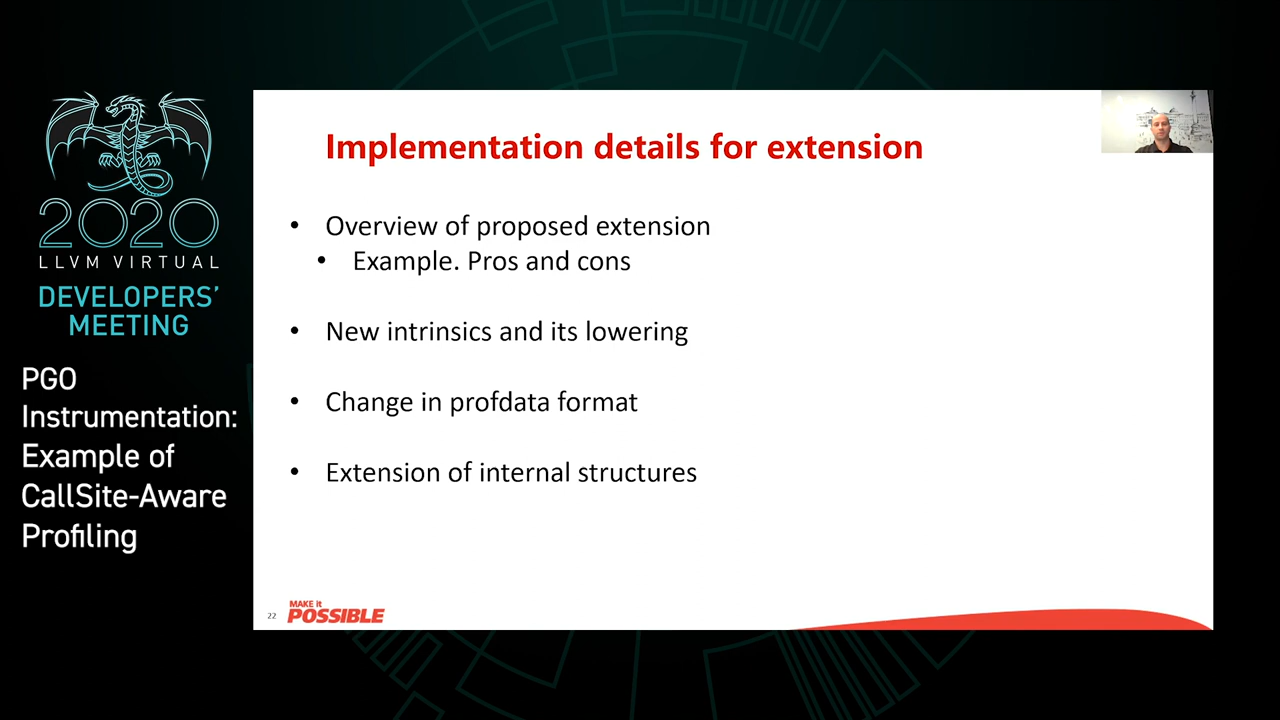 2020
LLVM VIRTUAL
DEVELOPERS’
MEETING
PGO
Instrumentation:
Example of
CallSite-Aware
Profiling
Implementation details for extension
• Overview of proposed extension
• Example. Pros and cons
• New intrinsics and its lowering
• Change in profdata format
• Extension of internal structures
22
MAKE it
POSSIBLE